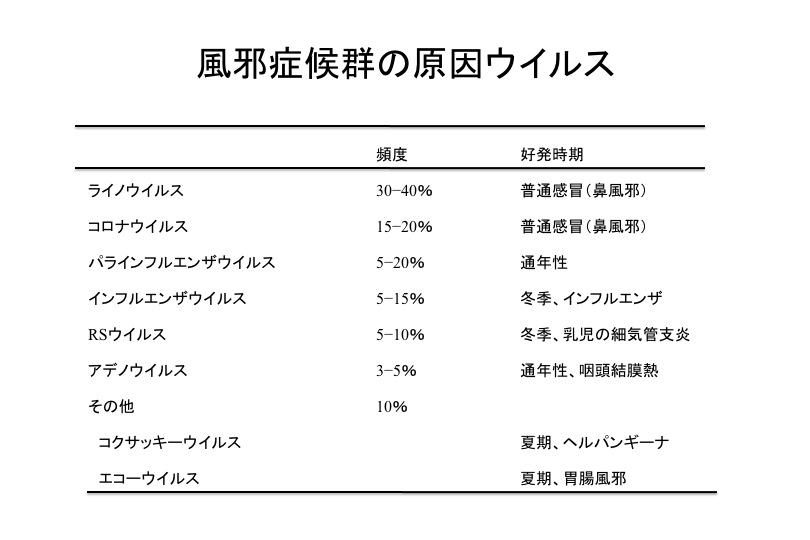 風邪症候群の原因ウイルス
頻度 好発時期
ライノウイルス 30−40% 普通感冒（鼻風邪）
コロナウイルス 15−20% 普通感冒（鼻風邪）
パラインフルエンザウイルス 5−20% 通年性
インフルエンザウイルス 5−15% 冬季、インフルエンザ
RSウイルス 5−10% 冬季、乳児の細気管支炎
アデノウイルス 3−5% 通年性、咽頭結膜熱
その他 10%
コクサッキーウイルス 夏期、ヘルパンギーナ
エコーウイルス 夏期、胃腸風邪